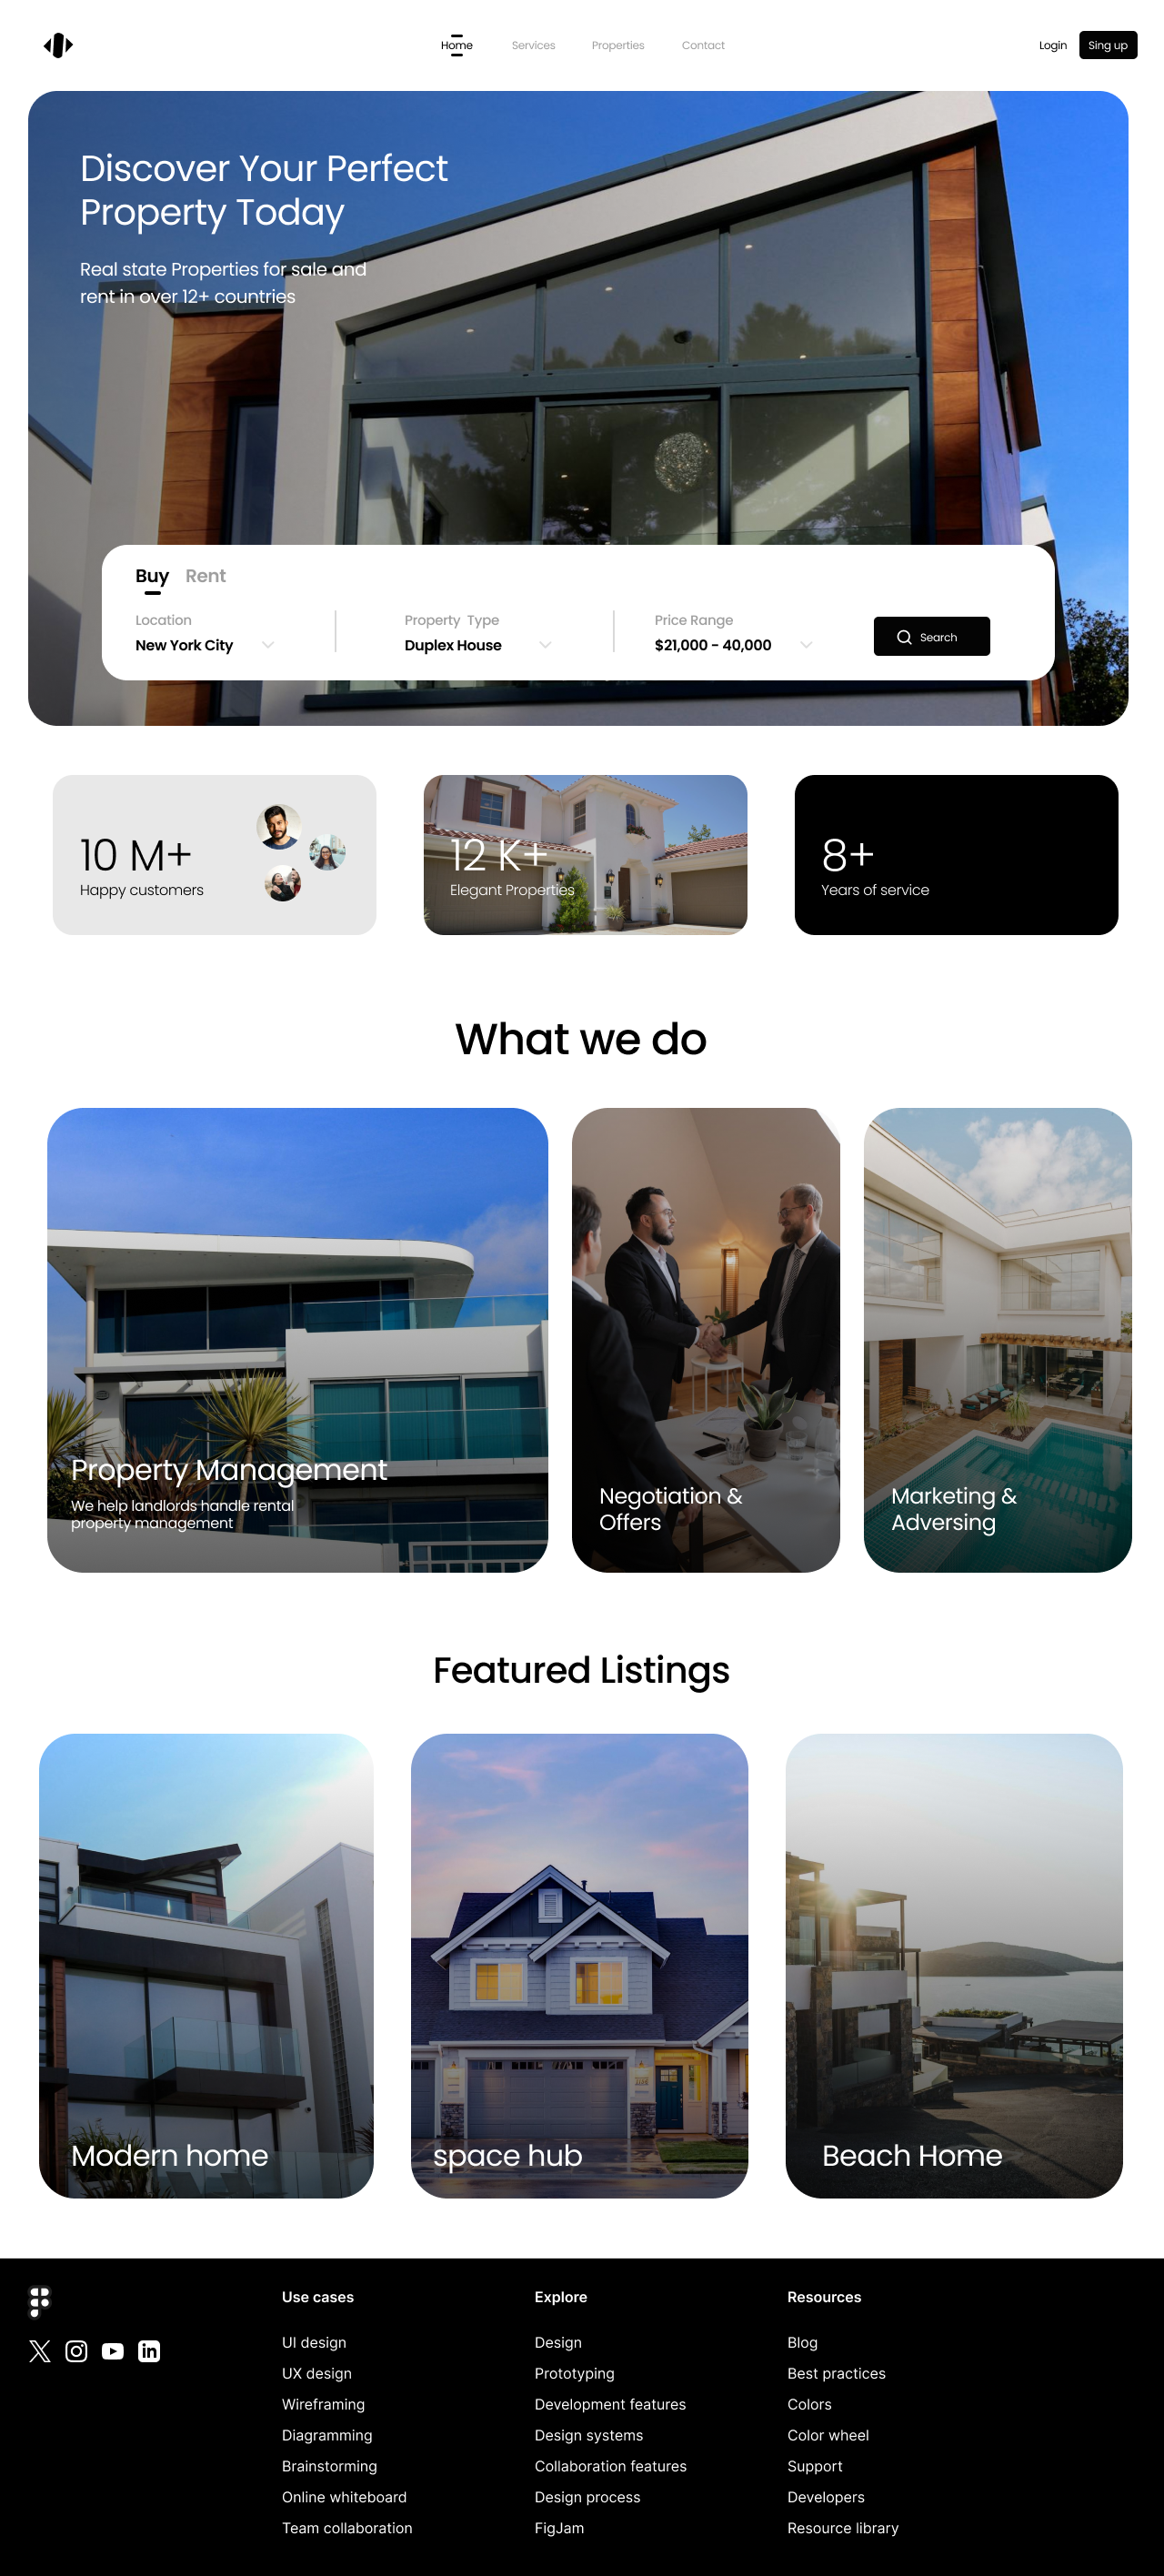 Home
Services
Properties
Contact
Login
Sing up
Discover Your Perfect
Property Today
Real state Properties for sale and
rent in over 12+ countries
Buy
Rent
Location
Property Type
Price Range
New York City
Duplex House
$21,000 - 40,000
Search
10 M+
Happy customers
12 K+
Elegant Properties
8+
Years of service
What we do
Property Management
We help landlords handle rental
property management
Negotiation &
Offers
Marketing &
Adversing
Featured Listings
Modern home
space hub
Beach Home
Use cases
UI design
UX design
Wireframing
Diagramming
Brainstorming
Online whiteboard
Team collaboration
Explore
Design
Prototyping
Development features
Design systems
Collaboration features
Design process
FigJam
Resources
Blog
Best practices
Colors
Color wheel
Support
Developers
Resource library